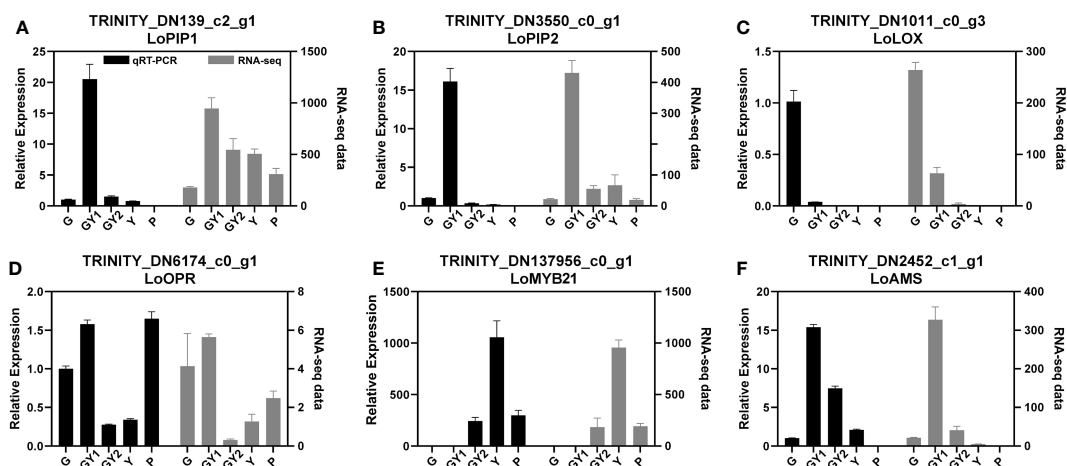 A
TRINITY_DN139_c2_g1
LoPIP1
qRT-PCR
RNA-seq
Relative Expression
RNA-seq data
25
20
15
10
5
0
1500
1000
500
0
G GY1 GY2 Y P G GY1 GY2 Y P
B
TRINITY_DN3550_c0_g1
LoPIP2
Relative Expression
RNA-seq data
20
15
10
5
0
500
400
300
200
100
0
G GY1 GY2 Y P G GY1 GY2 Y P
C
TRINITY_DN1011_c0_g3
LoLOX
Relative Expression
RNA-seq data
1.5
1.0
0.5
0.0
300
200
100
0
G GY1 GY2 Y P G GY1 GY2 Y P
D
TRINITY_DN6174_c0_g1
LoOPR
Relative Expression
RNA-seq data
2.0
1.5
1.0
0.5
0.0
8
6
4
2
0
G GY1 GY2 Y P G GY1 GY2 Y P
E
TRINITY_DN137956_c0_g1
LoMYB21
Relative Expression
RNA-seq data
1500
1000
500
0
1500
1000
500
0
G GY1 GY2 Y P G GY1 GY2 Y P
F
TRINITY_DN2452_c1_g1
LoAMS
Relative Expression
RNA-seq data
20
15
10
5
0
400
300
200
100
0
G GY1 GY2 Y P G GY1 GY2 Y P